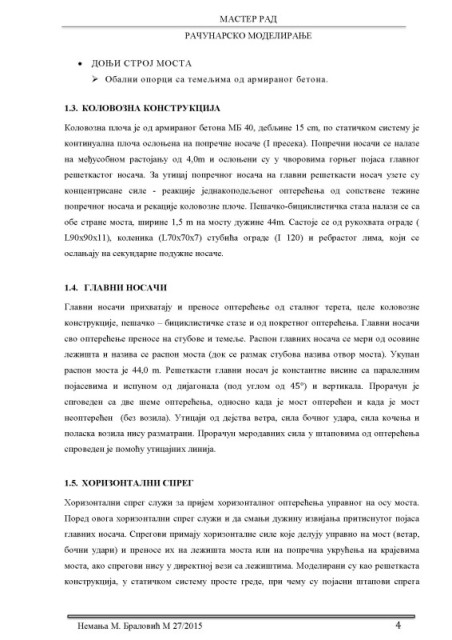 МАСТЕР РАД
РАЧУНАРСКО МОДЕЛИРАЊЕ
• ДОЊИ СТРОЈ МОСТА
➢ Обални опорци са темељима од армираног бетона.
1.3. КОЛОВОЗНА КОНСТРУКЦИЈА
Коловозна плоча је од армираног бетона МБ 40, дебљине 15 cm, по статичком систему је
континуална плоча ослоњена на попречне носаче (I пресека). Попречни носачи се налазе
на међусобном растојању од 4,0m и ослоњени су у чворовима горњег појаса главног
решеткастог носача. За утицај попречног носача на главни решеткасти носач узете су
концентрисане силе - реакције једнакоподељеног оптерећења од сопствене тежине
попречног носача и рекације коловозне плоче. Пешачко-бициклистичка стаза налази се са
обе стране моста, ширине 1,5 m на мосту дужине 44m. Састоје се од рукохвата ограде (
L90x90x11), коленика (L70x70x7) стубића ограде (I 120) и ребрастог лима, који се
ослањају на секундарне подужне носаче.
1.4. ГЛАВНИ НОСАЧИ
Главни носачи прихватају и преносе оптерећење од сталног терета, целе коловозне
конструкције, пешачко – бициклистичке стазе и од покретног оптерећења. Главни носачи
сво оптерећење преносе на стубове и темеље. Распон главних носача се мери од осовине
лежишта и назива се распон моста (док се размак стубова назива отвор моста). Укупан
распон моста је 44,0 m. Решеткасти главни носач је константне висине са паралелним
појасевима и испуном од дијагонала (под углом од 45°) и вертикала. Прорачун је
спроведен са две шеме оптерећења, односно када је мост оптерећен и када је мост
неоптерећен (без возила). Утицаји од дејства ветра, сила бочног удара, сила кочења и
поласка возила нису разматрани. Прорачун меродавних сила у штаповима од оптерећења
спроведен је помоћу утицајних линија.
1.5. ХОРИЗОНТАЛНИ СПРЕГ
Хоризонтални спрег служи за пријем хоризонталног оптерећења управног на осу моста.
Поред овога хоризонтални спрег служи и да смањи дужину извијања притиснутог појаса
главних носача. Спрегови примају хоризонталне силе које делују управно на мост (ветар,
бочни удари) и преносе их на лежишта моста или на попречна укрућења на крајевима
моста, ако спрегови нису у директној вези са лежиштима. Моделирани су као решеткаста
конструкција, у статичком систему просте греде, при чему су појасни штапови спрега
Немања М. Браловић М 27/2015 4